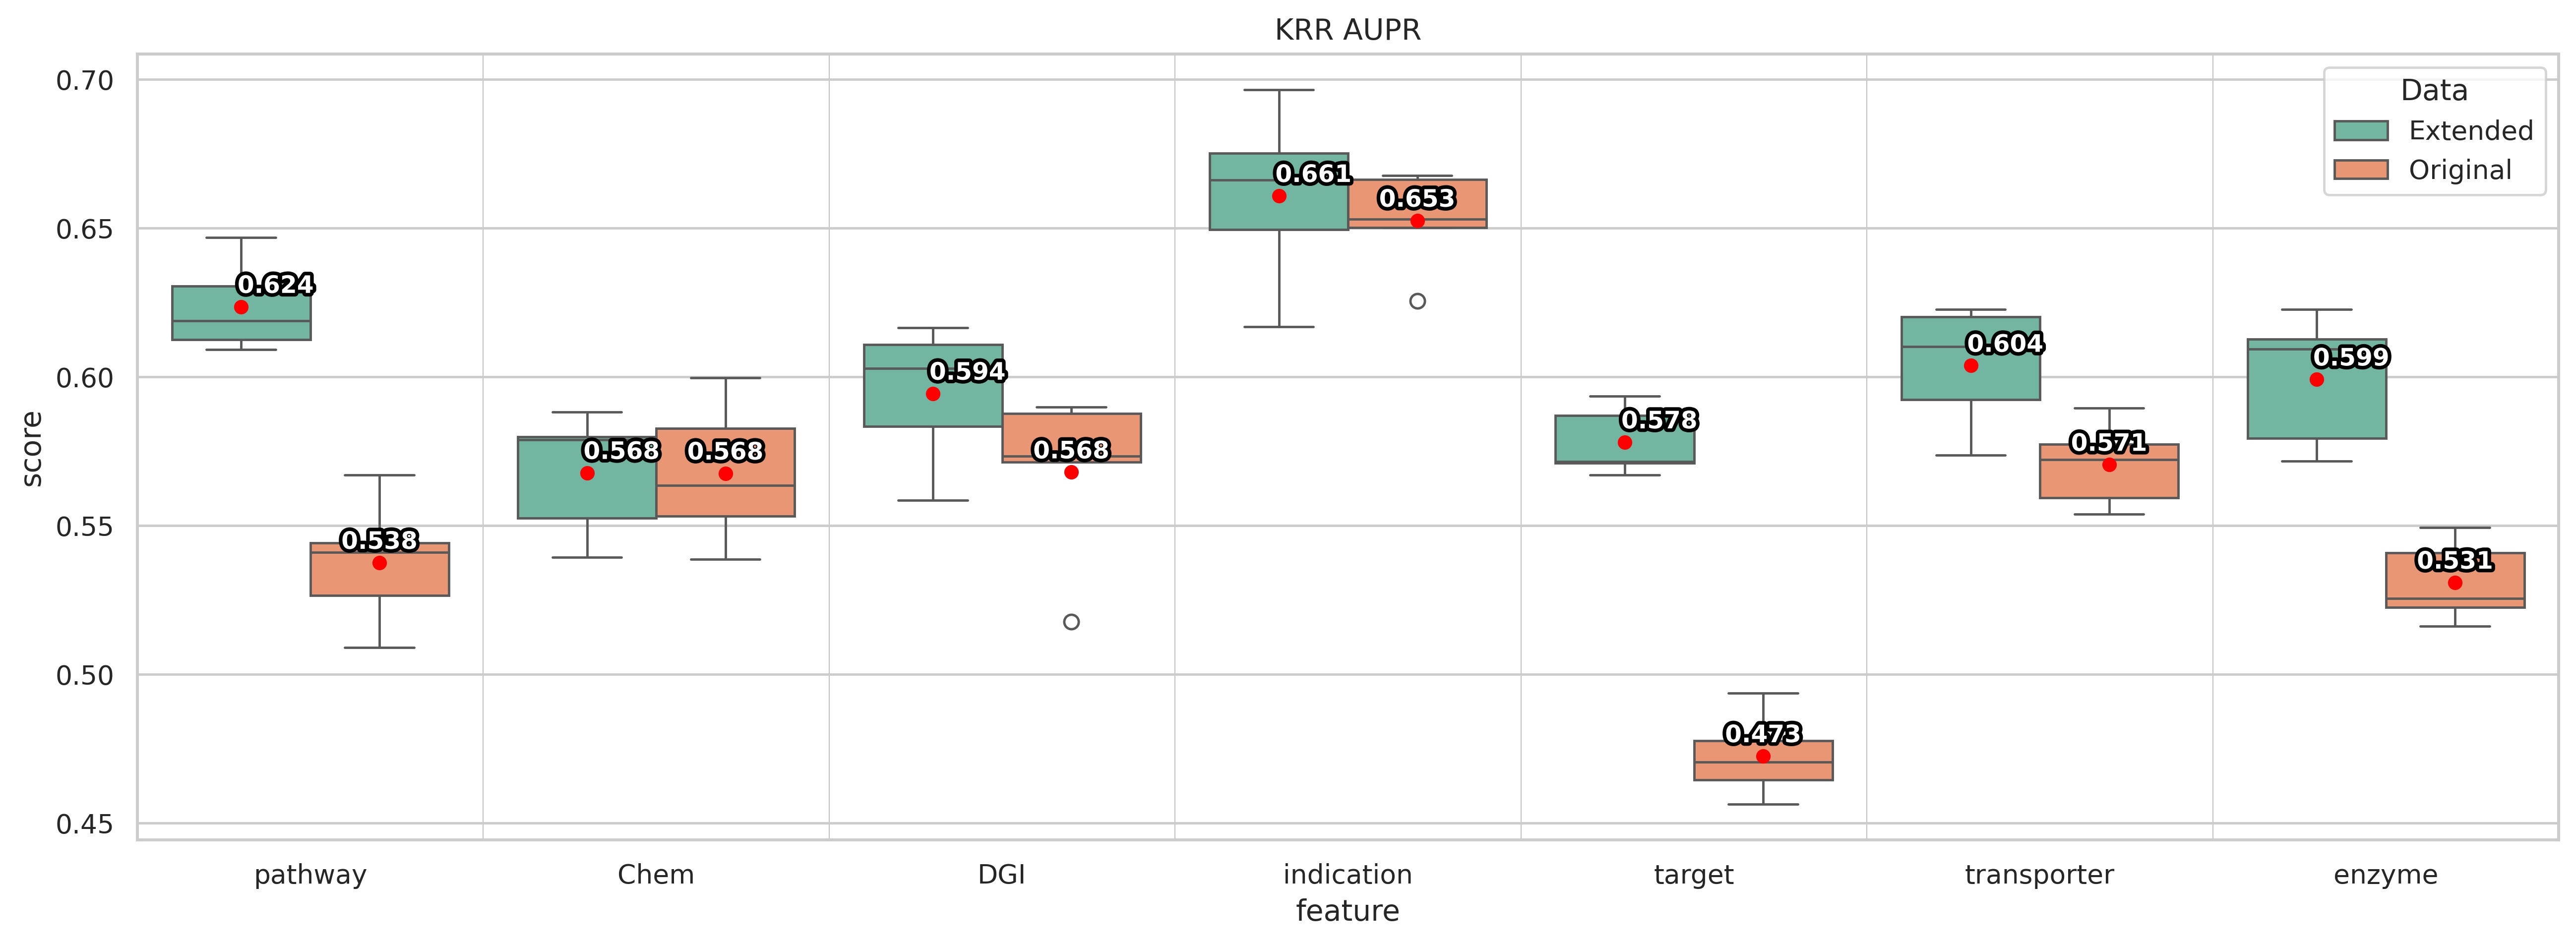 KRR AUPR
Data
Extended
Original
score
0.70
0.65
0.60
0.55
0.50
0.45
0.624
0.538
0.568
0.568
0.594
0.568
0.661
0.653
0.578
0.473
0.604
0.571
0.599
0.531
pathway
Chem
DGI
indication
target
transporter
enzyme
feature